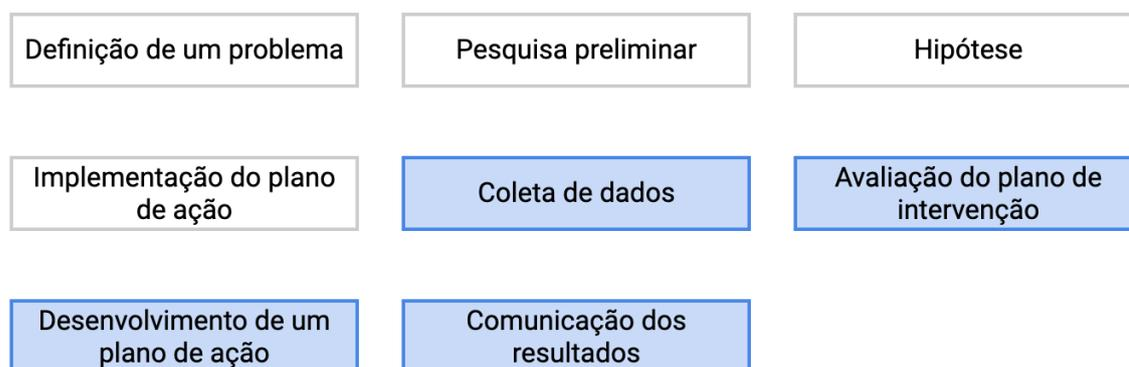 Definição de um problema
Pesquisa preliminar
Hipótese
Implementação do plano
de ação
Coleta de dados
Avaliação do plano de
intervenção
Desenvolvimento de um
plano de ação
Comunicação dos
resultados